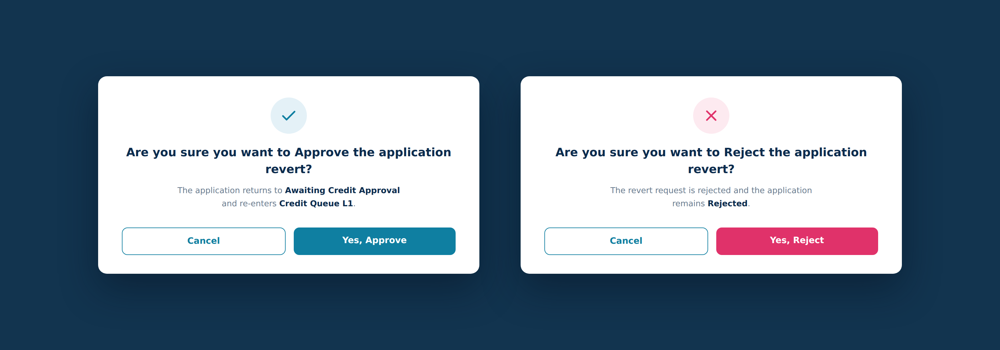 Are you sure you want to Approve the application
revert?
The application returns to Awaiting Credit Approval
and re-enters Credit Queue L1.
Cancel
Yes, Approve
Are you sure you want to Reject the application
revert?
The revert request is rejected and the application
remains Rejected.
Cancel
Yes, Reject